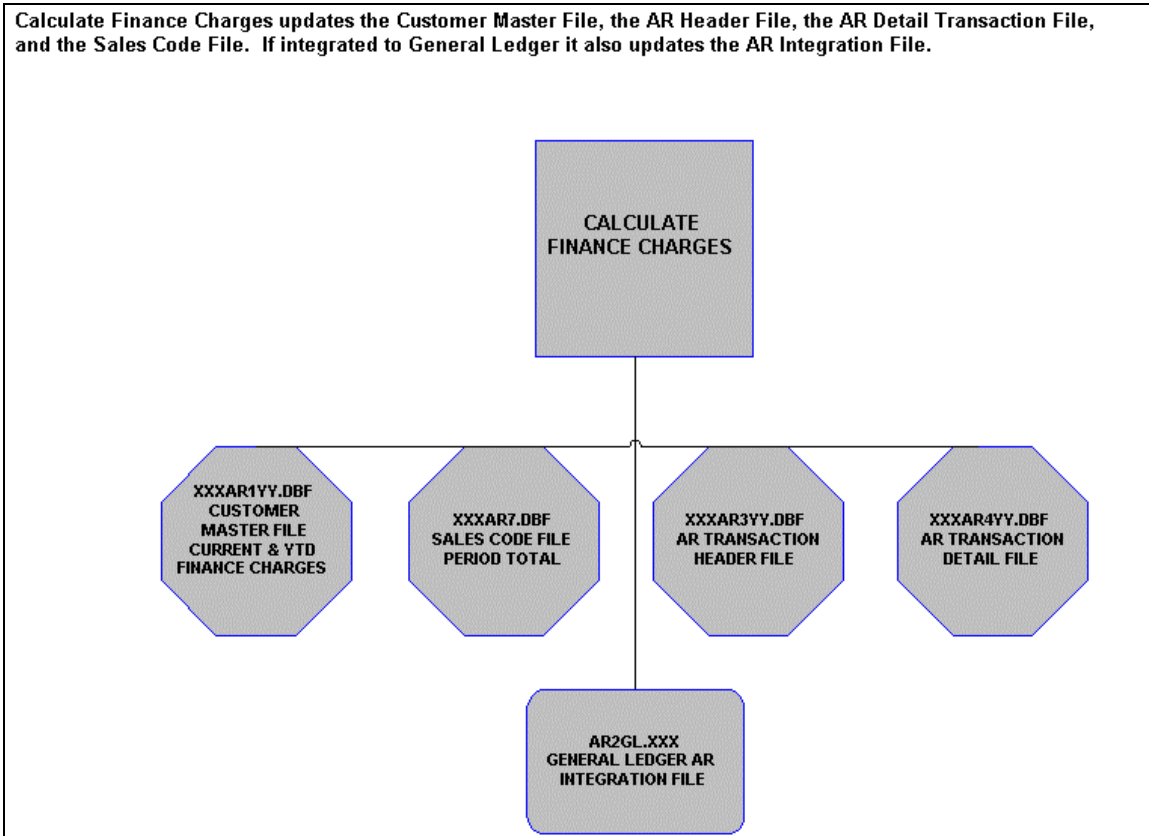 Calculate Finance Charges updates the Customer Master File, the AR Header File, the AR Detail Transaction File,
and the Sales Code File.  If integrated to General Ledger it also updates the AR Integration File.
CALCULATE
FINANCE CHARGES
XXXAR1YY.DBF
CUSTOMER
MASTER FILE
CURRENT & YTD
FINANCE CHARGES
XXXAR7.DBF
SALES CODE FILE
PERIOD TOTAL
XXXAR3YY.DBF
AR TRANSACTION
HEADER FILE
XXXAR4YY.DBF
AR TRANSACTION
DETAIL FILE
AR2GL.XXX
GENERAL LEDGER AR
INTEGRATION FILE